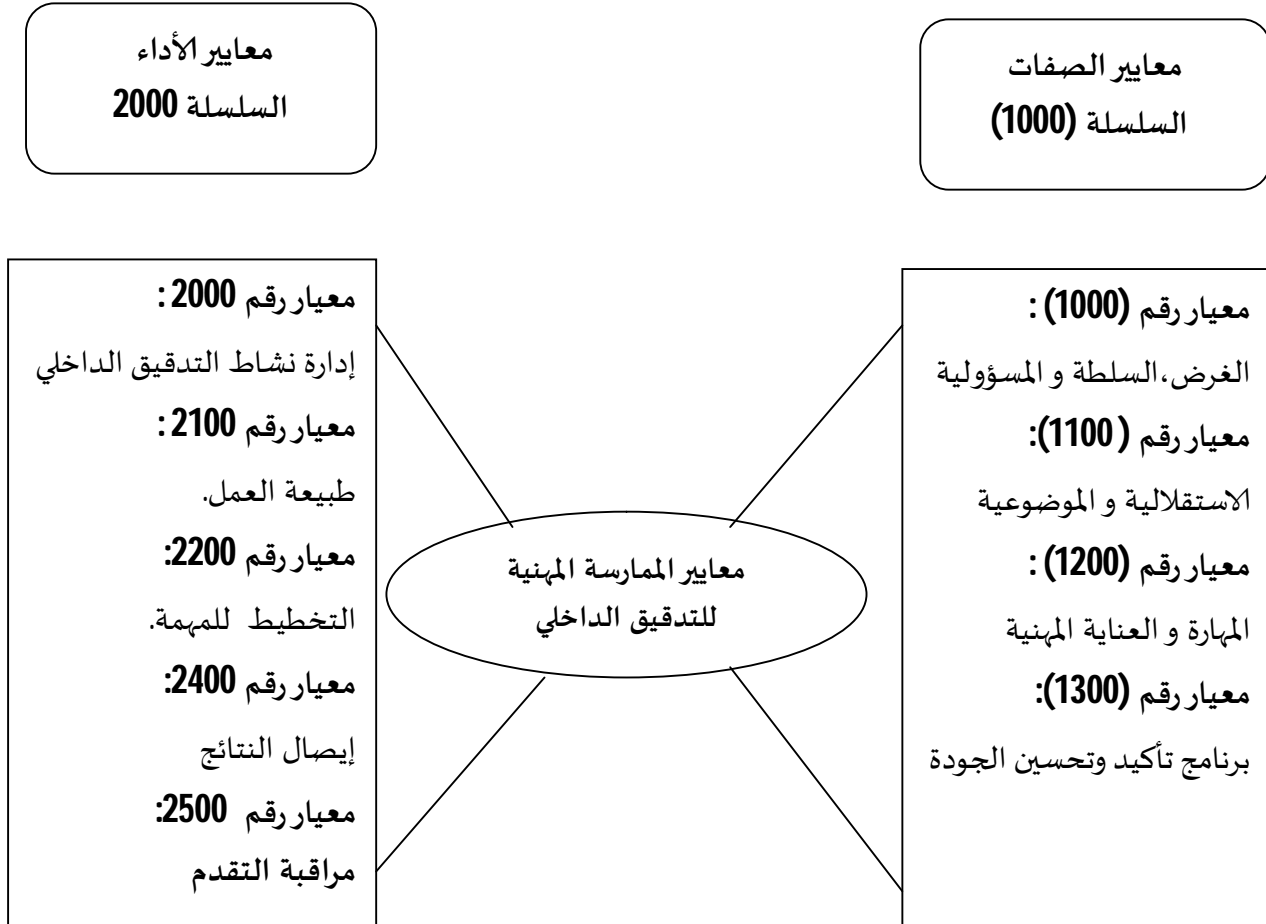 معايير الصفات
السلسلة (1000)
معايير الأداء
السلسلة 2000
معيار رقم (1000) :
الغرض،السلطة و المسؤولية
معيار رقم ( 1100):
الاستقلالية و الموضوعية
معيار رقم (1200) :
المهارة و العناية المهنية
معيار رقم (1300):
برنامج تأكيد وتحسين الجودة
معايير الممارسة المهنية
للتدقيق الداخلي
معيار رقم 2000 :
إدارة نشاط التدقيق الداخلي
معيار رقم 2100 :
طبيعة العمل.
معيار رقم 2200:
التخطيط للمهمة.
معيار رقم 2400:
إيصال النتائج
معيار رقم 2500:
مراقبة التقدم